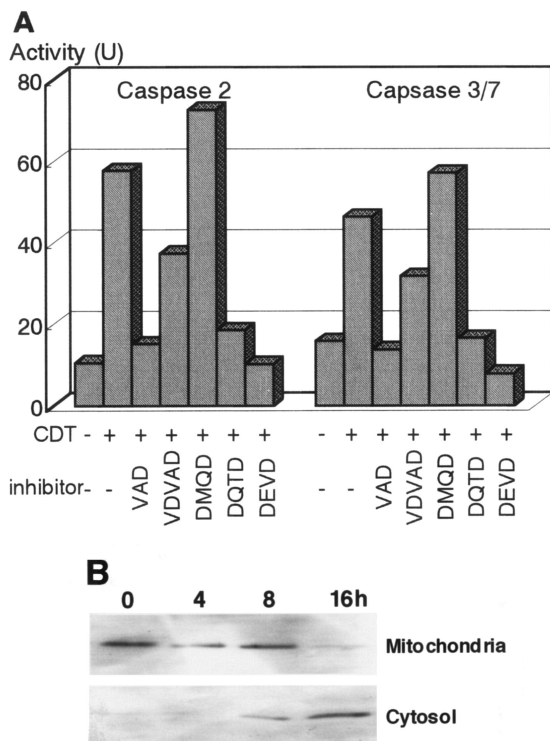 A
Activity (U)
80
Caspase 2
Capsase 3/7
60
40
20
0
CDT - + + + + + + - + + + + + +
inhibitor- - VAD VDVAD DMQD DQTD DEVD - - VAD VDVAD DMQD DQTD DEVD
B
0 4 8 16h
Mitochondria
Cytosol